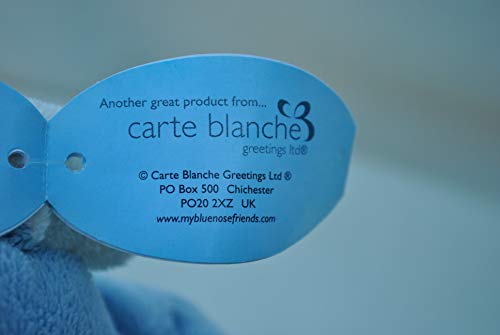 Another great product from...
carte blanche
greetings ltd®
© Carte Blanche Greetings Ltd ®
PO Box 500 Chichester
PO20 2XZ UK
www.mybluenosefriends.com